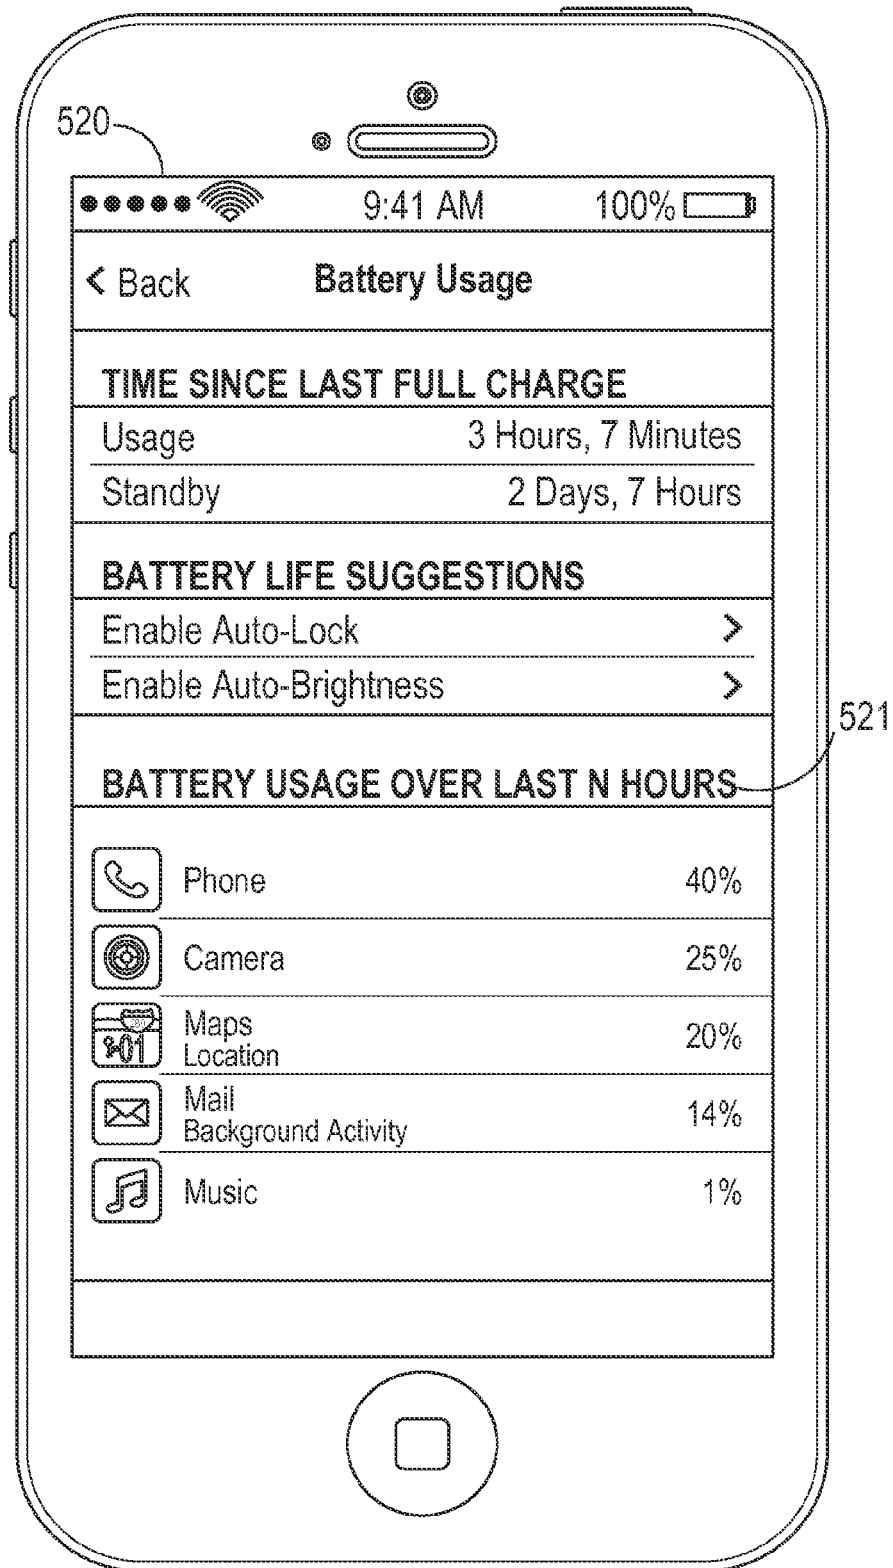 520
9:41 AM 100%
< Back Battery Usage
TIME SINCE LAST FULL CHARGE
Usage 3 Hours, 7 Minutes
Standby 2 Days, 7 Hours
BATTERY LIFE SUGGESTIONS
Enable Auto-Lock >
Enable Auto-Brightness >
521
BATTERY USAGE OVER LAST N HOURS
Phone 40%
Camera 25%
280
Maps 20%
01
Location
Mail 14%
Background Activity
Music 1%